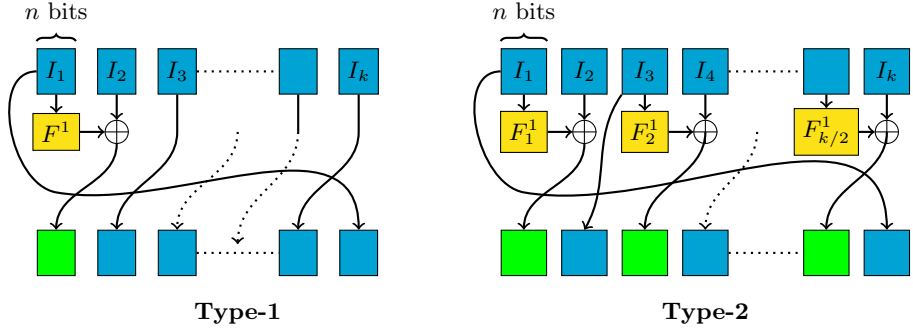 n bits
I₁ I₂ I₃ Iₖ
F¹
Type-1
n bits
I₁ I₂ I₃ I₄ Iₖ
F₁¹ F₂¹ F¹ₖ/₂
Type-2